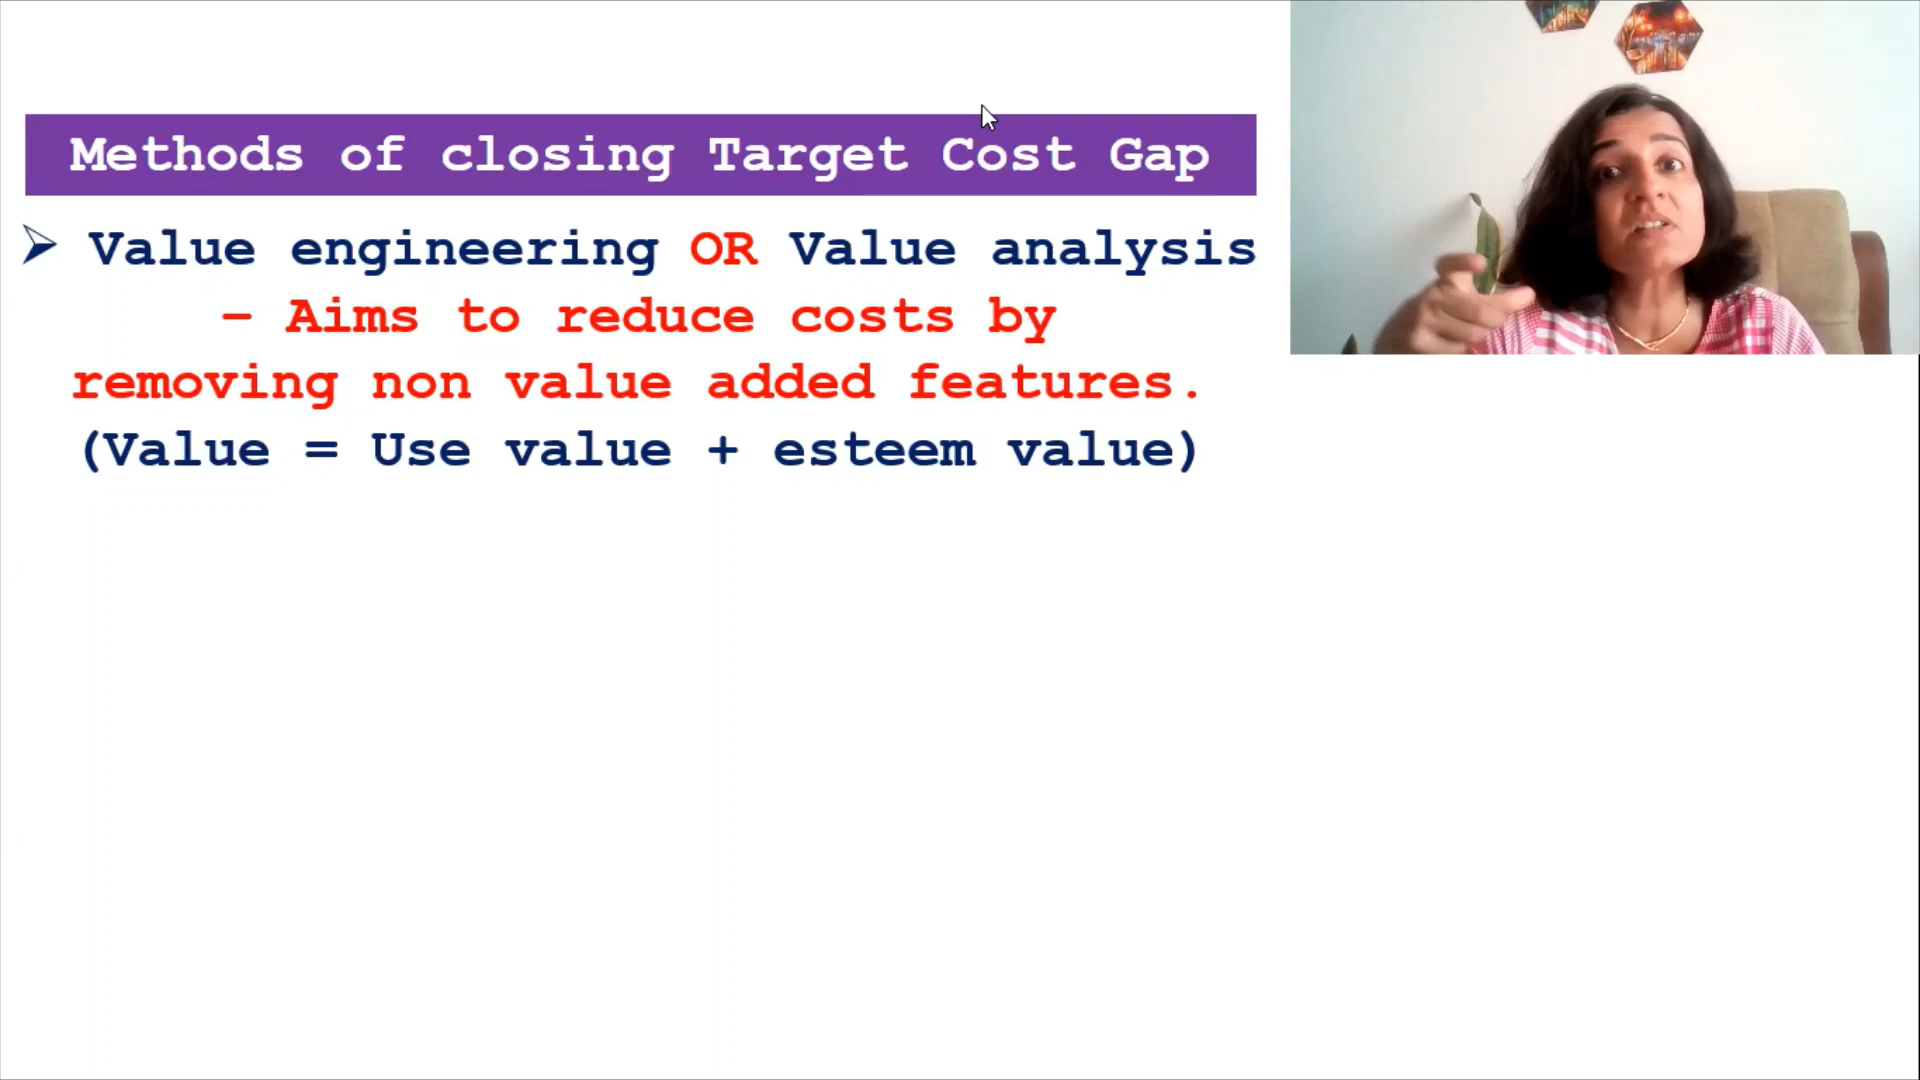 Methods of closing Target Cost Gap
➢ Value engineering OR Value analysis
– Aims to reduce costs by
removing non value added features.
(Value = Use value + esteem value)